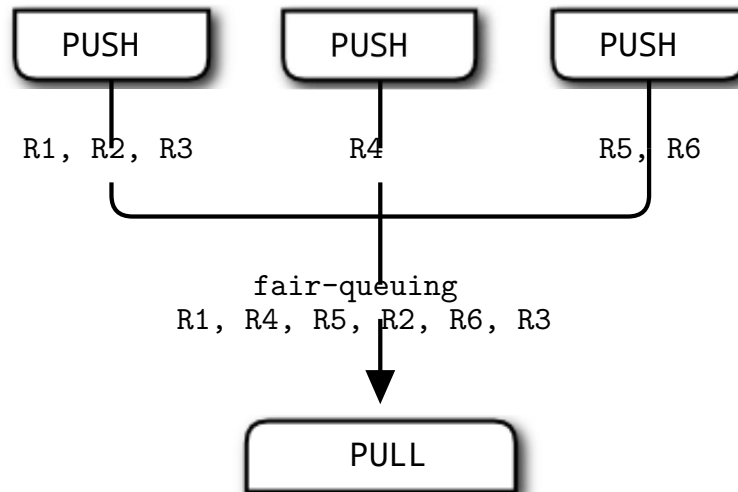 PUSH PUSH PUSH
R1, R2, R3 R4 R5, R6
fair-queuing
R1, R4, R5, R2, R6, R3
PULL